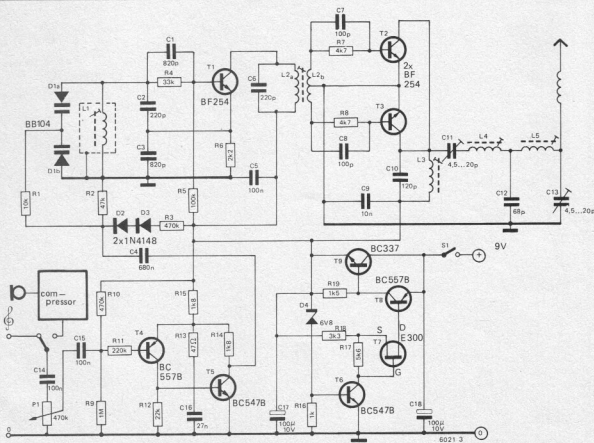 C1
820p
R4
33k
T1
BF254
D1a
BB104
D1b
L1
C2
220p
C3
820p
R6
2k2
C6
220p
L2a
L2b
C7
100p
R7
4k7
T2
2x
BF
254
R8
4k7
T3
C8
100p
C5
100n
C9
10n
C10
120p
L3
C11
4,5...20p
L4
L5
C12
68p
C13
4,5...20p
R1
10k
R2
47k
D2
D3
2x1N4148
R3
470k
R5
100k
C4
680n
com-
pressor
R10
470k
R15
1k8
R11
220k
T4
BC
557B
R13
47Ω
R14
1k8
T5
BC547B
C15
100n
C14
100n
P1
470k
R9
1M
R12
22k
C16
27n
C17
100µ
10V
R16
1k
D4
6V8
T9
BC337
R19
1k5
BC557B
T8
R18
3k3
R17
5k6
S
D
G
E300
T7
T6
BC547B
C18
100µ
10V
S1
+
9V
0
0
6021 3